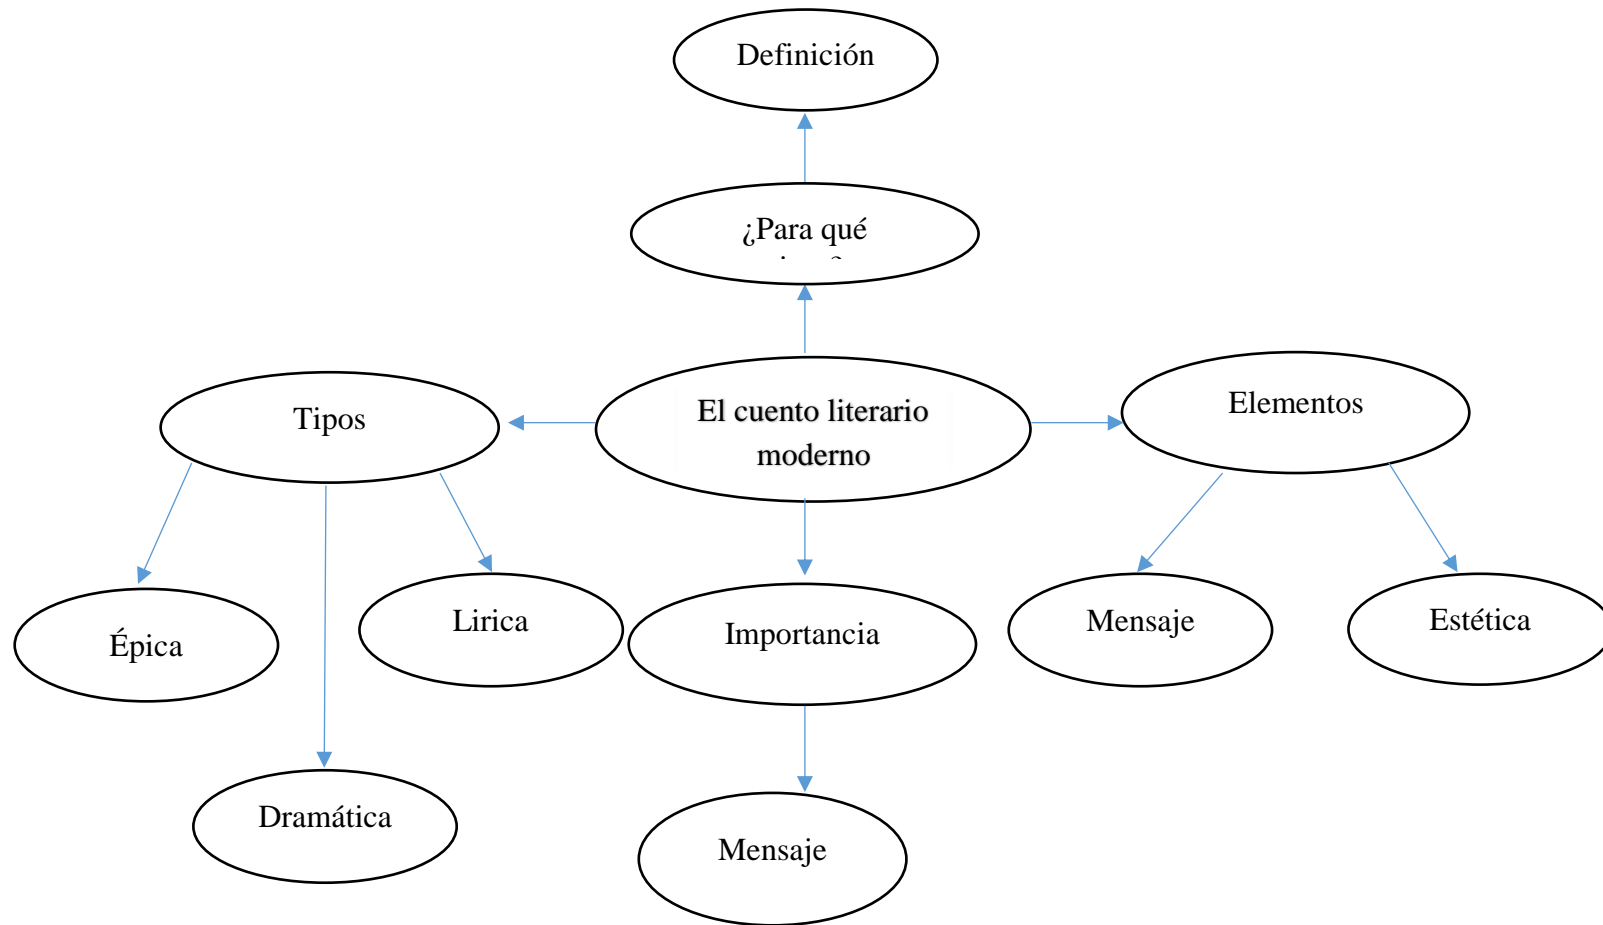 Definición
¿Para qué
El cuento literario
moderno
Tipos
Elementos
Épica
Lirica
Importancia
Mensaje
Estética
Dramática
Mensaje